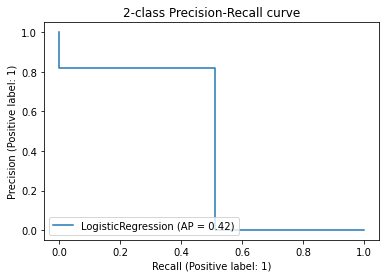 2-class Precision-Recall curve
1.0
0.8
0.6
0.4
0.2
0.0
Precision (Positive label: 1)
LogisticRegression (AP = 0.42)
0.0 0.2 0.4 0.6 0.8 1.0
Recall (Positive label: 1)